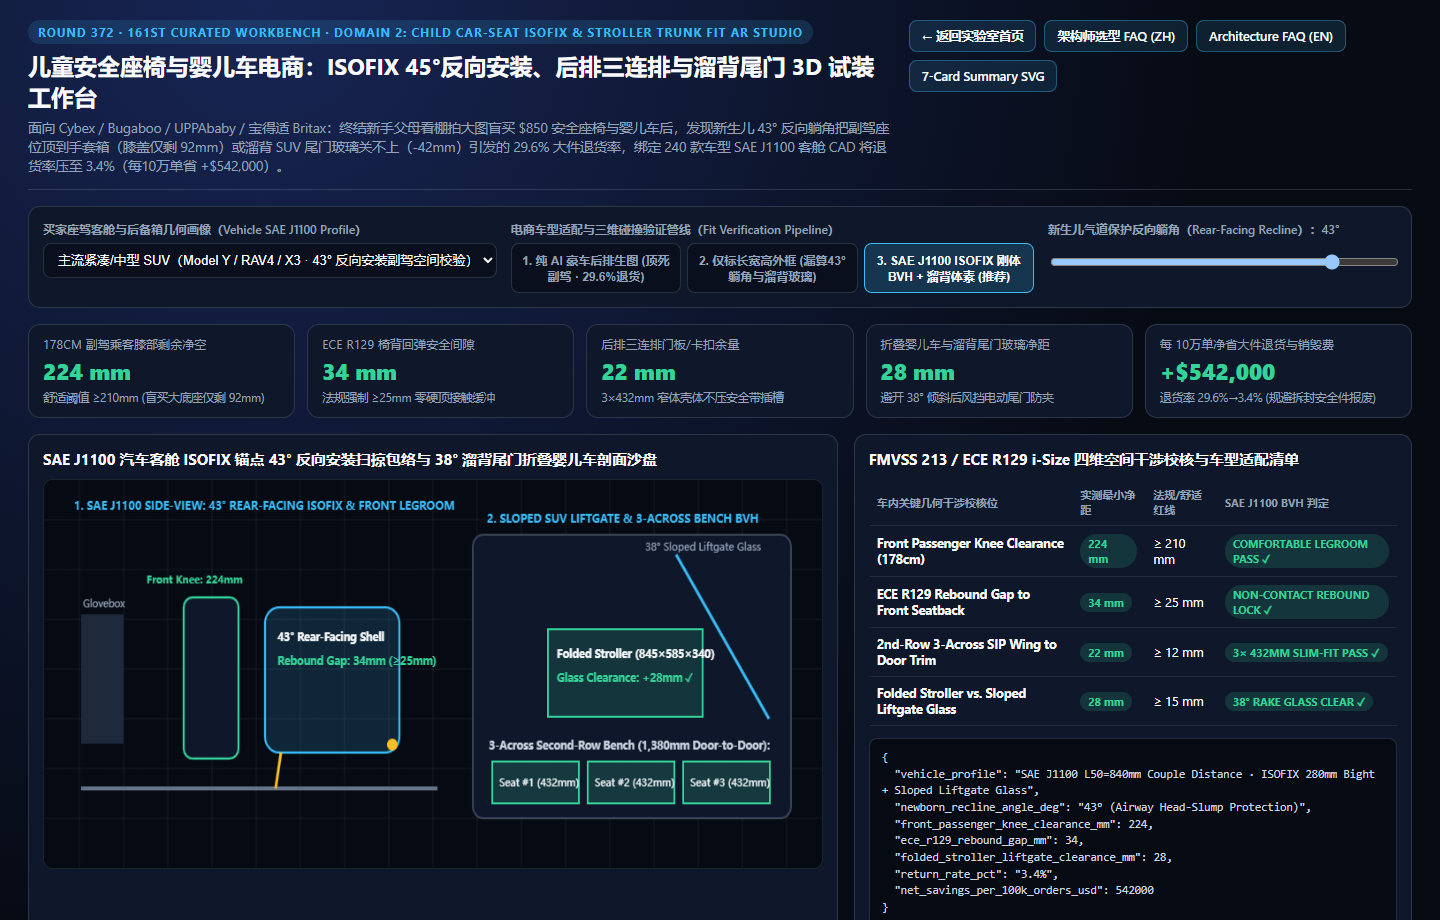 ROUND 372 · 161ST CURATED WORKBENCH · DOMAIN 2: CHILD CAR-SEAT ISOFIX & STROLLER TRUNK FIT AR STUDIO
儿童安全座椅与婴儿车电商：ISOFIX 45°反向安装、后排三连排与溜背尾门 3D 试装
工作台
面向 Cybex / Bugaboo / UPPAbaby / 宝得适 Britax：终结新手父母看棚拍大图盲买 $850 安全座椅与婴儿车后，发现新生儿 43° 反向躺角把副驾座
位顶到手套箱（膝盖仅剩 92mm）或溜背 SUV 尾门玻璃关不上（-42mm）引发的 29.6% 大件退货率，绑定 240 款车型 SAE J1100 客舱 CAD 将退
货率压至 3.4%（每10万单省 +$542,000）。
← 返回实验室首页
架构师选型 FAQ (ZH)
Architecture FAQ (EN)
7-Card Summary SVG
买家座驾客舱与后备箱几何画像（Vehicle SAE J1100 Profile）
主流紧凑/中型 SUV（Model Y / RAV4 / X3 · 43° 反向安装副驾空间校验）
电商车型适配与三维碰撞验证管线（Fit Verification Pipeline）
1. 纯 AI 豪车后排生图 (顶死
副驾 · 29.6%退货)
2. 仅标长宽高外框 (漏算43°
躺角与溜背玻璃)
3. SAE J1100 ISOFIX 刚体
BVH + 溜背体素 (推荐)
新生儿气道保护反向躺角（Rear-Facing Recline）: 43°
178CM 副驾乘客膝部剩余净空
224 mm
舒适阈值 ≥210mm (盲买大底座仅剩 92mm)
ECE R129 椅背回弹安全间隙
34 mm
法规强制 ≥25mm 零硬顶接触缓冲
后排三连排门板/卡扣余量
22 mm
3×432mm 窄体壳体不压安全带插槽
折叠婴儿车与溜背尾门玻璃净距
28 mm
避开 38° 倾斜后风挡电动尾门防夹
每 10万单净省大件退货与销毁费
+$542,000
退货率 29.6%→3.4% (规避拆封安全件报废)
SAE J1100 汽车客舱 ISOFIX 锚点 43° 反向安装扫掠包络与 38° 溜背尾门折叠婴儿车剖面沙盘
1. SAE J1100 SIDE-VIEW: 43° REAR-FACING ISOFIX & FRONT LEGROOM
2. SLOPED SUV LIFTGATE & 3-ACROSS BENCH BVH
38° Sloped Liftgate Glass
Front Knee: 224mm
Glovebox
43° Rear-Facing Shell
Rebound Gap: 34mm (≥25mm)
Folded Stroller (845×585×340)
Glass Clearance: +28mm ✓
3-Across Second-Row Bench (1,380mm Door-to-Door):
Seat #1 (432mm)
Seat #2 (432mm)
Seat #3 (432mm)
FMVSS 213 / ECE R129 i-Size 四维空间干涉校核与车型适配清单
车内关键几何干涉校核位
实测最小净
距
法规/舒适
红线
SAE J1100 BVH 判定
Front Passenger Knee Clearance
(178cm)
224
mm
≥ 210
mm
COMFORTABLE LEGROOM
PASS ✓
ECE R129 Rebound Gap to
Front Seatback
34 mm
≥ 25 mm
NON-CONTACT REBOUND
LOCK ✓
2nd-Row 3-Across SIP Wing to
Door Trim
22 mm
≥ 12 mm
3× 432MM SLIM-FIT PASS ✓
Folded Stroller vs. Sloped
Liftgate Glass
28 mm
≥ 15 mm
38° RAKE GLASS CLEAR ✓
{
"vehicle_profile": "SAE J1100 L50=840mm Couple Distance · ISOFIX 280mm Bight
+ Sloped Liftgate Glass",
"newborn_recline_angle_deg": "43° (Airway Head-Slump Protection)",
"front_passenger_knee_clearance_mm": 224,
"ece_r129_rebound_gap_mm": 34,
"folded_stroller_liftgate_clearance_mm": 28,
"return_rate_pct": "3.4%",
"net_savings_per_100k_orders_usd": 542000
}